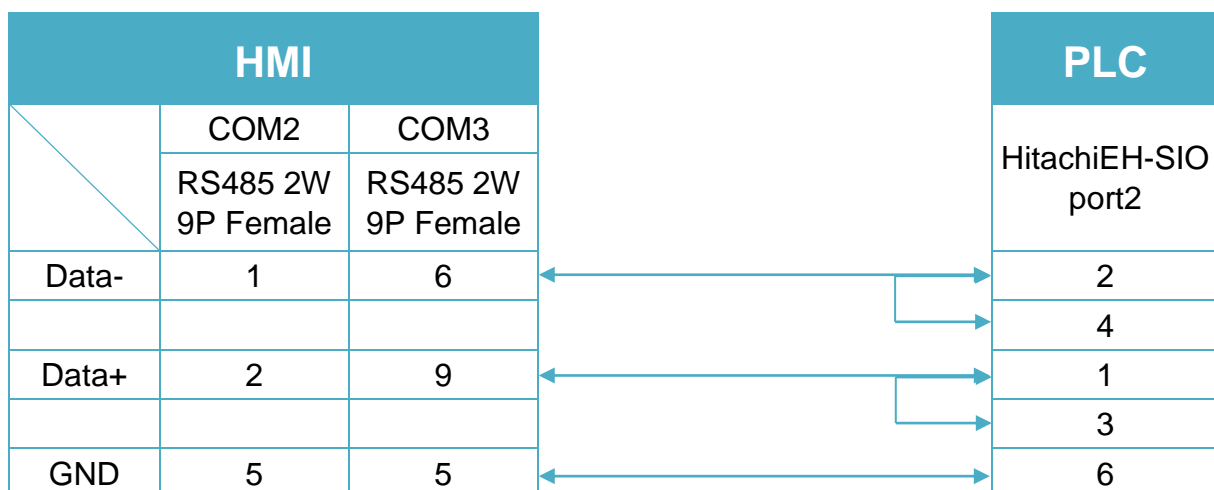 HMI PLC
COM2 COM3
HitachiEH-SIO
port2
RS485 2W RS485 2W
9P Female 9P Female
Data- 1 6 2
4
Data+ 2 9 1
3
GND 5 5 6